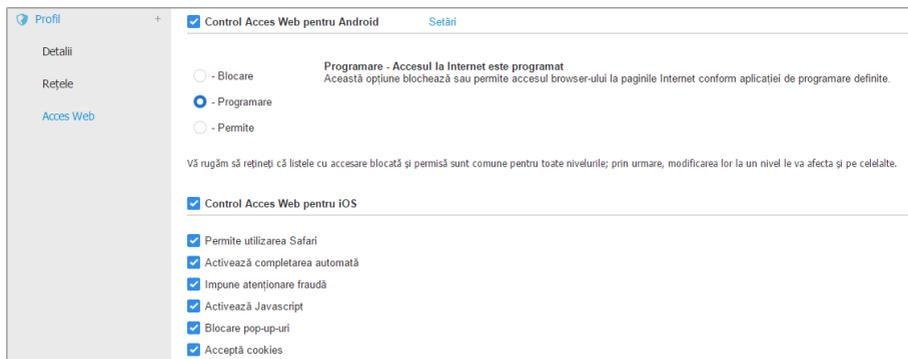 Profil +
Detalii
Rețele
Acces Web
Control Acces Web pentru Android Setări
- Blocare
- Programare
- Permite
Programare - Accesul la Internet este programat
Această opțiune blochează sau permite accesul browser-ului la paginile Internet conform aplicației de programare definite.
Vă rugăm să rețineți că listele cu accesare blocată și permisă sunt comune pentru toate nivelurile; prin urmare, modificarea lor la un nivel le va afecta și pe celelalte.
Control Acces Web pentru iOS
Permite utilizarea Safari
Activează completarea automată
Impune atenționare fraudă
Activează Javascript
Blocare pop-up-uri
Acceptă cookies